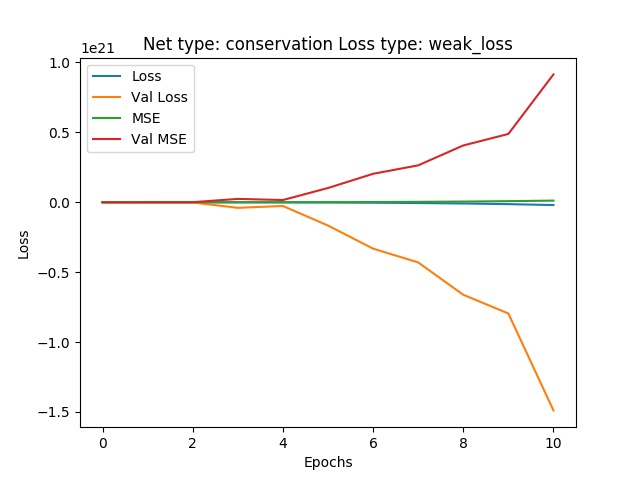 Net type: conservation Loss type: weak_loss
1e21
1.0
0.5
0.0
−0.5
−1.0
−1.5
Loss
Loss
Val Loss
MSE
Val MSE
0 2 4 6 8 10
Epochs